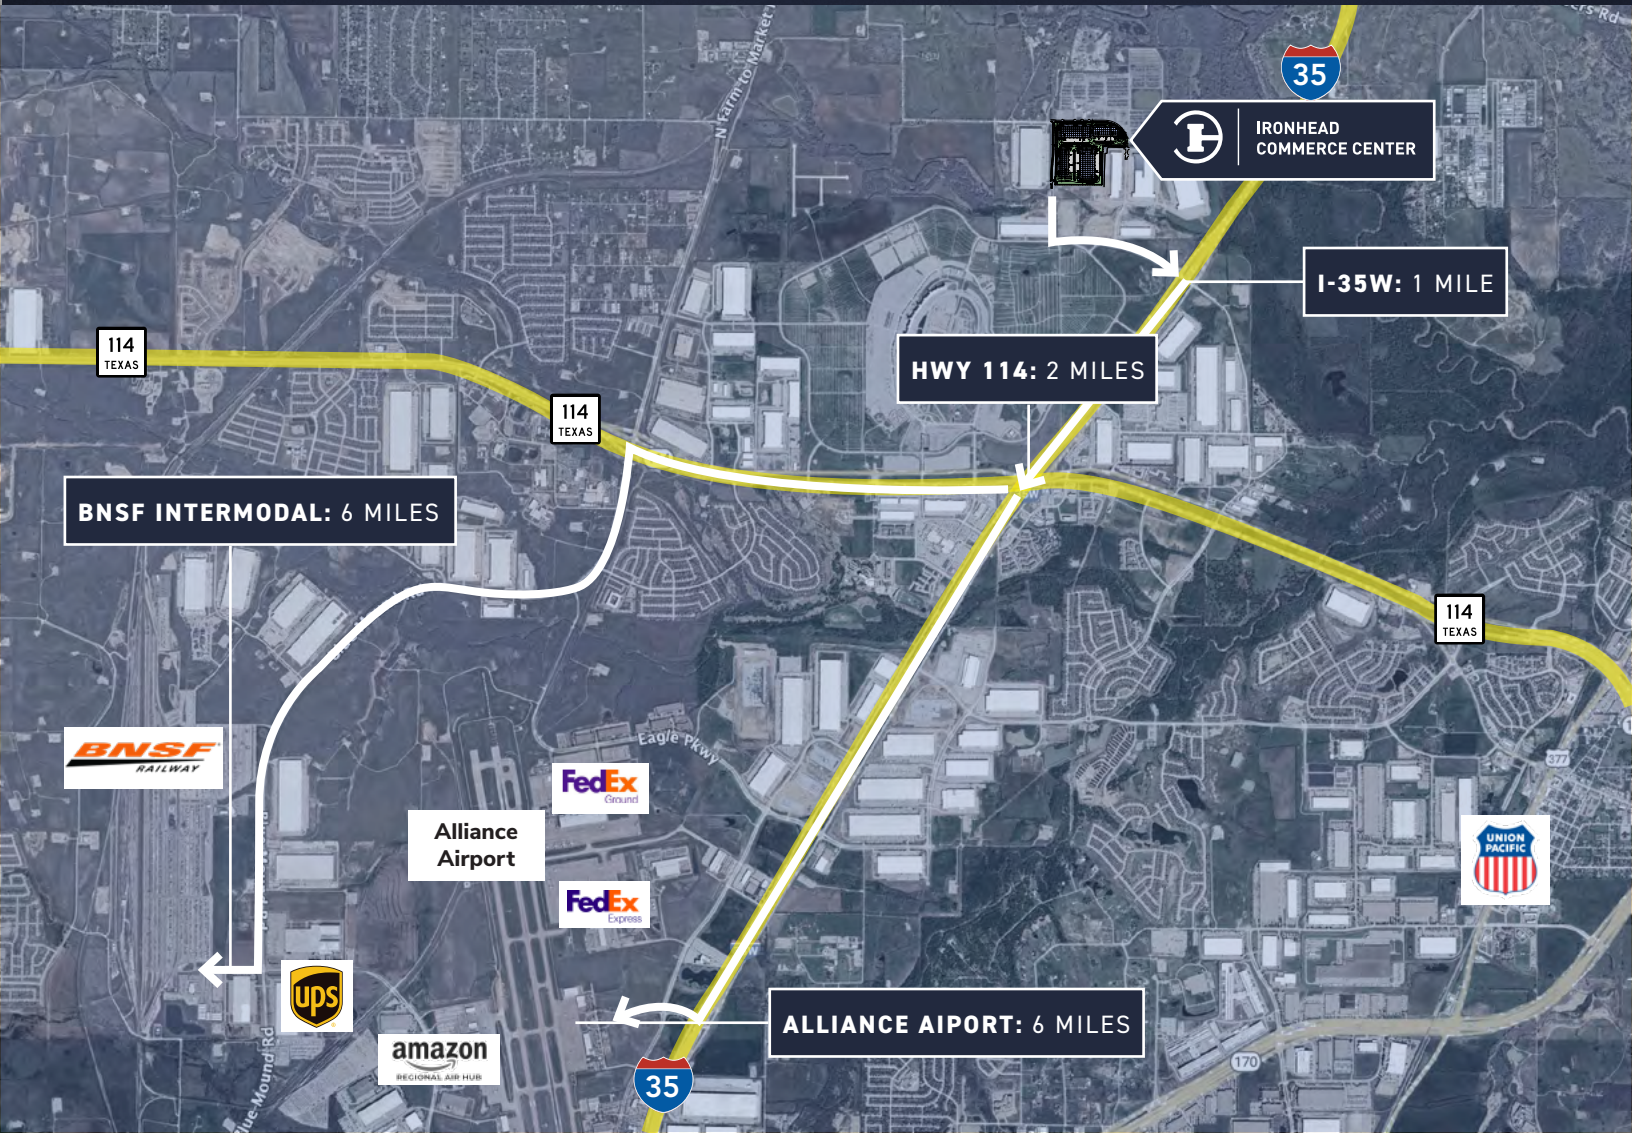 35
IRONHEAD
COMMERCE CENTER
N Farm to Market
I-35W: 1 MILE
114
TEXAS
HWY 114: 2 MILES
114
TEXAS
BNSF INTERMODAL: 6 MILES
114
TEXAS
BNSF
RAILWAY
Eagle Pkwy
377
FedEx
Ground
Alliance
Airport
UNION
PACIFIC
FedEx
Express
ups
ALLIANCE AIPORT: 6 MILES
amazon
REGIONAL AIR HUB
170
35